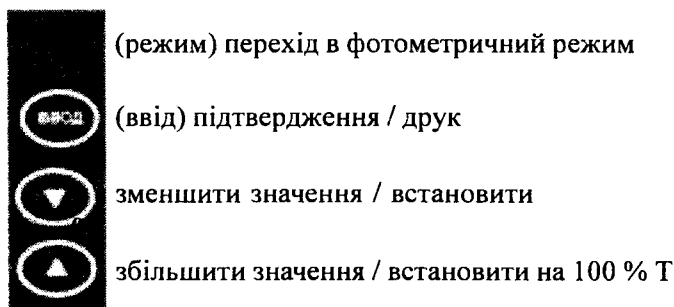 (режим) перехід в фотометричний режим
ввод (ввід) підтвердження / друк
зменшити значення / встановити
збільшити значення / встановити на 100 % Т